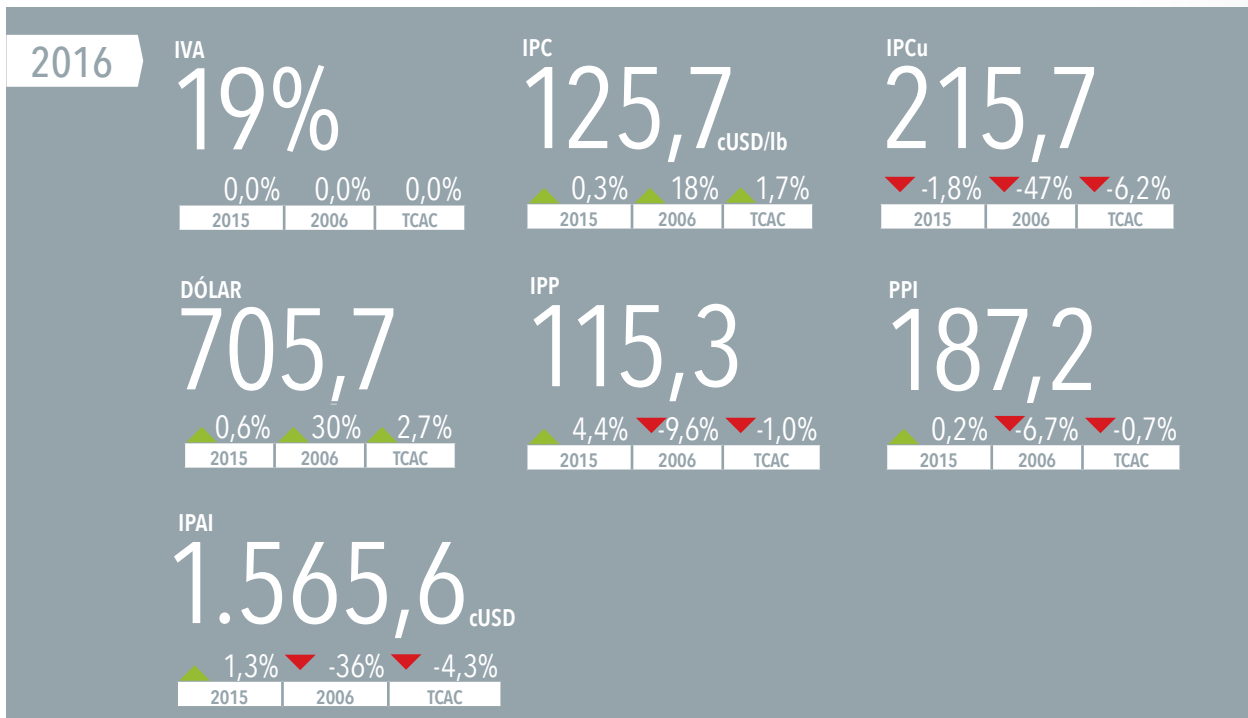 2016
IVA
19%
0,0% 0,0% 0,0%
2015 2006 TCAC
IPC
125,7 cUSD/lb
0,3% 18% 1,7%
2015 2006 TCAC
IPCu
215,7
-1,8% -47% -6,2%
2015 2006 TCAC
DÓLAR
705,7
0,6% 30% 2,7%
2015 2006 TCAC
IPP
115,3
4,4% -9,6% -1,0%
2015 2006 TCAC
PPI
187,2
0,2% -6,7% -0,7%
2015 2006 TCAC
IPAI
1.565,6 cUSD
1,3% -36% -4,3%
2015 2006 TCAC